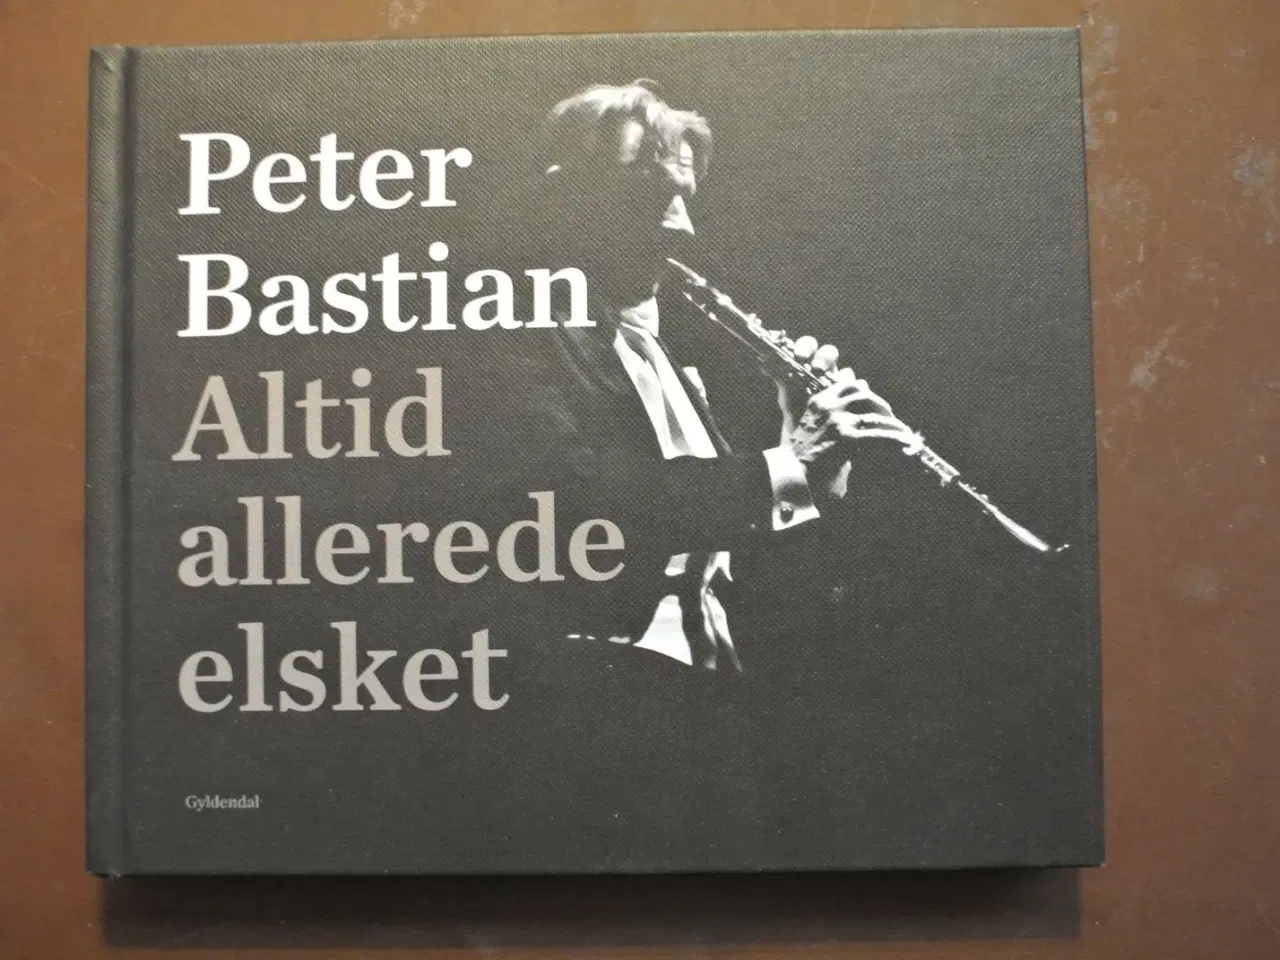 Peter
Bastian
Altid
allerede
elsket
Gyldendal